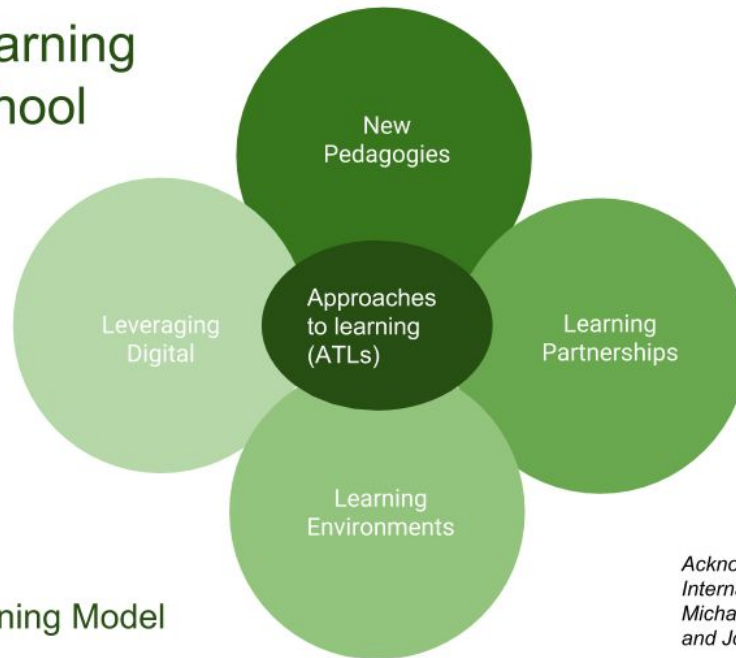 arning
hool
New
Pedagogies
Leveraging
Digital
Approaches
to learning
(ATLs)
Learning
Partnerships
Learning
Environments
ning Model
Ackno
Interna
Micha
and Jo